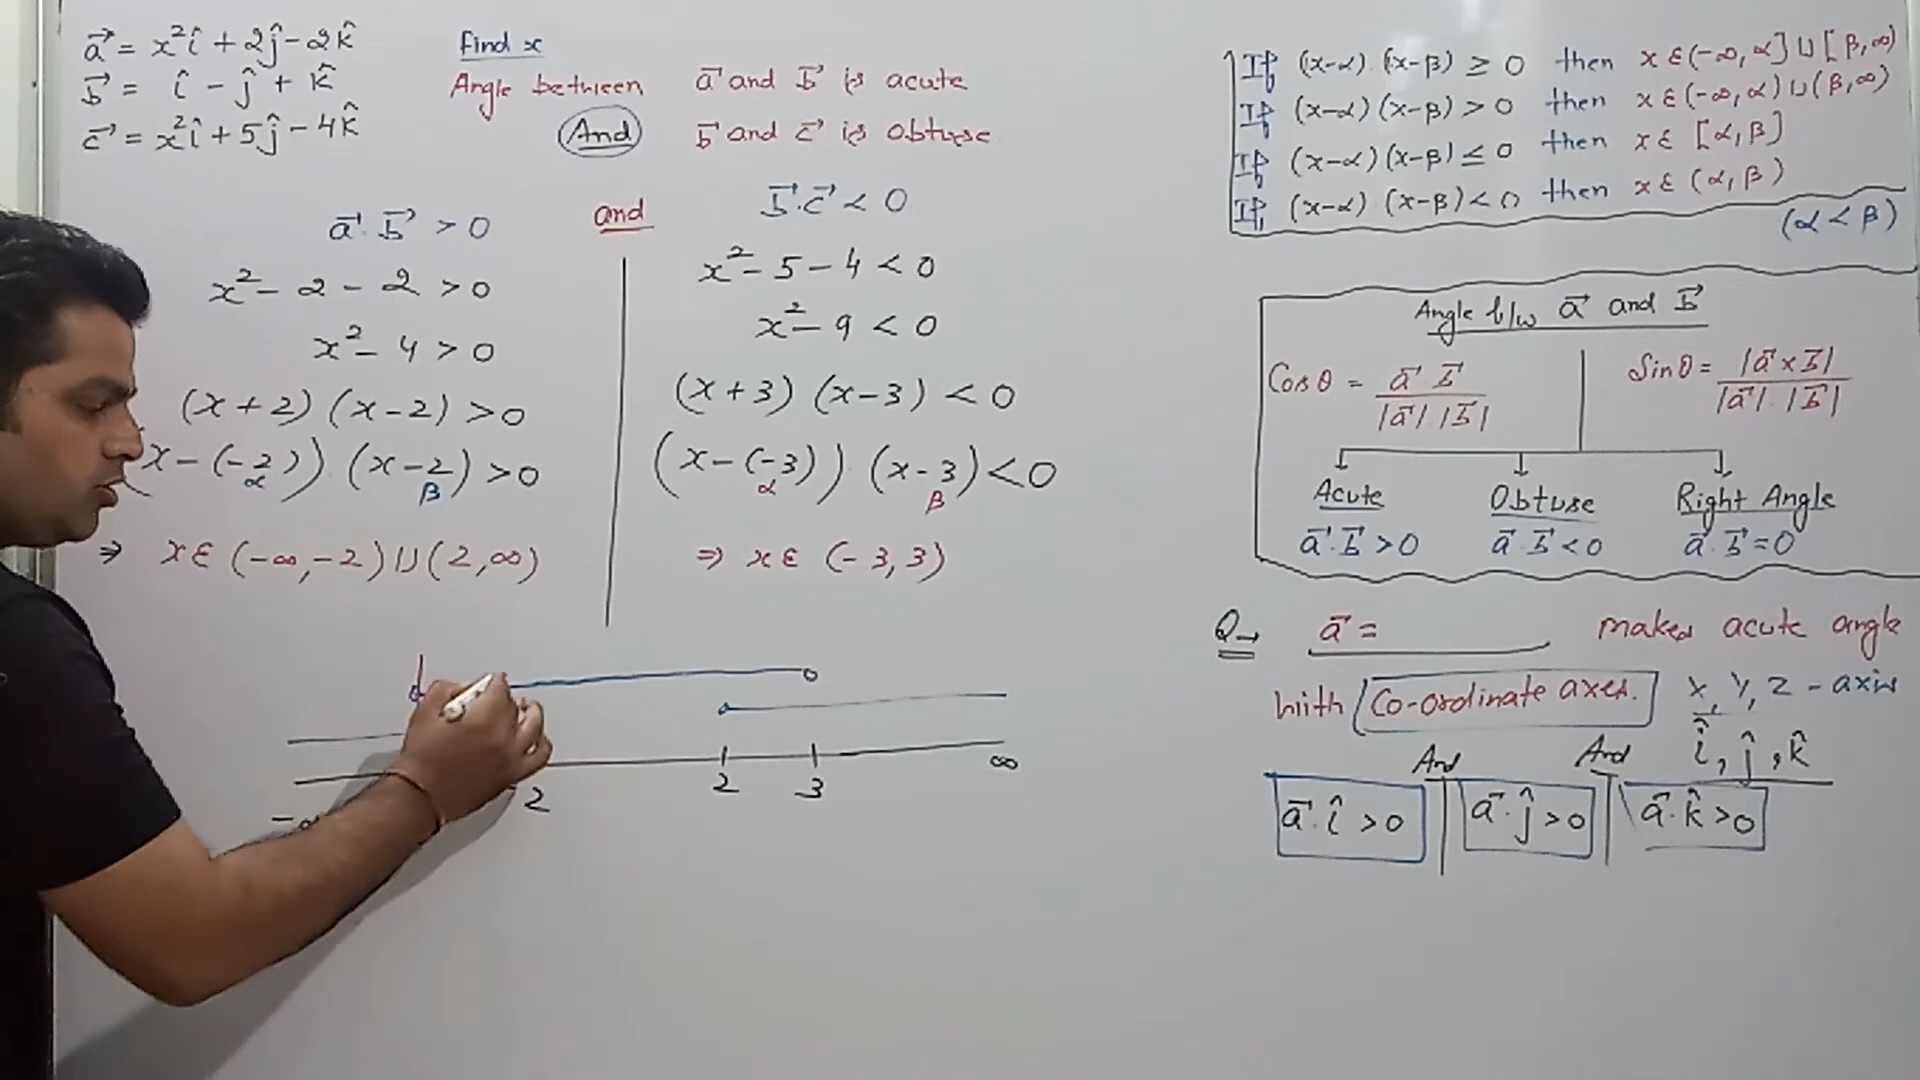 a⃗ = x²î + 2ĵ - 2k̂
b⃗ = î - ĵ + k̂
c⃗ = x²î + 5ĵ - 4k̂
Find x
Angle between a⃗ and b⃗ is acute
And b⃗ and c⃗ is obtuse
a⃗ . b⃗ > 0
x² - 2 - 2 > 0
x² - 4 > 0
(x + 2) (x - 2) > 0
(x - (-2)) . (x - 2) > 0
α β
⇒ x ε (-∞, -2) ∪ (2, ∞)
and
b⃗ . c⃗ < 0
x² - 5 - 4 < 0
x² - 9 < 0
(x + 3) (x - 3) < 0
(x - (-3)) (x - 3) < 0
α β
⇒ x ε (-3, 3)
-2 2 3 ∞
If (x-α) . (x-β) ≥ 0 then x ε (-∞, α] ∪ [β, ∞)
If (x-α) (x-β) > 0 then x ε (-∞, α) ∪ (β, ∞)
If (x-α) (x-β) ≤ 0 then x ε [α, β]
If (x-α) . (x-β) < 0 then x ε (α, β)
(α < β)
Angle b/w a⃗ and b⃗
Cos θ = a⃗ . b⃗ / |a⃗| . |b⃗|
Sin θ = |a⃗ × b⃗| / |a⃗| . |b⃗|
Acute Obtuse Right Angle
a⃗ . b⃗ > 0 a⃗ . b⃗ < 0 a⃗ . b⃗ = 0
Q→ a⃗ = ______ makes acute angle
with Co-ordinate axes. x, y, z - axis
î, ĵ, k̂
And And
a⃗ . î > 0 a⃗ . ĵ > 0 a⃗ . k̂ > 0